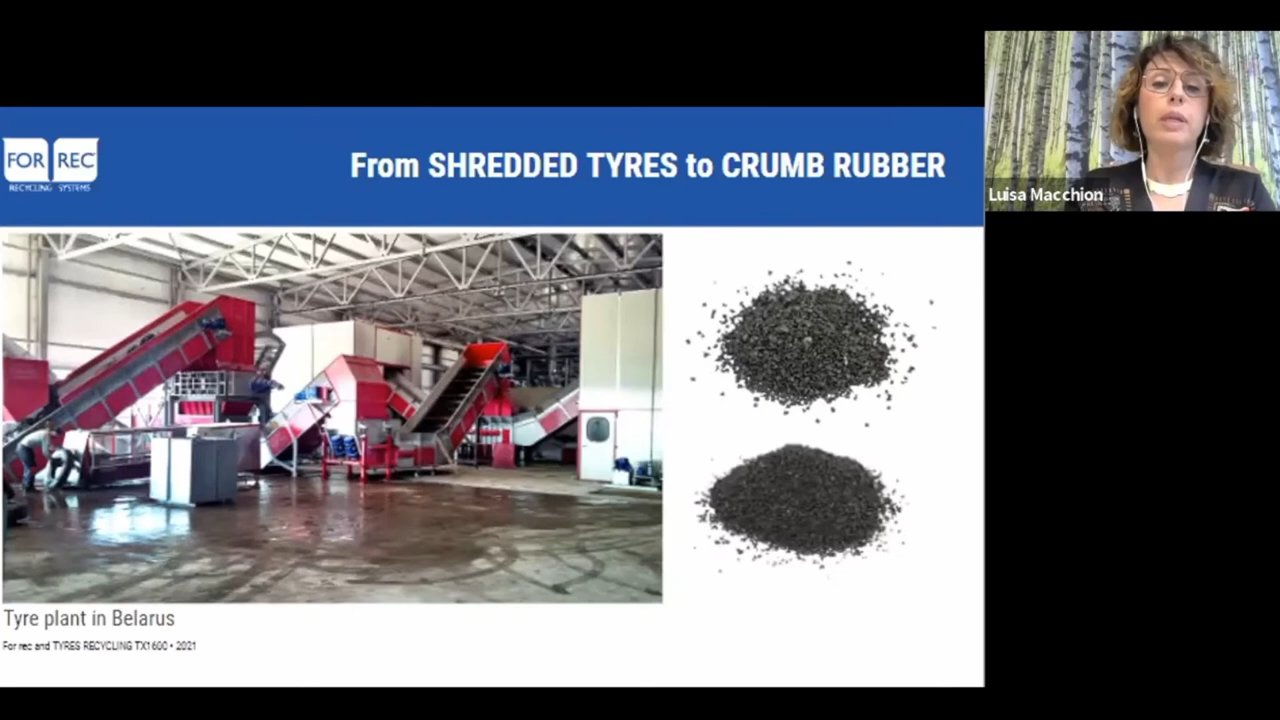 FOR REC
RECYCLING SYSTEMS
From SHREDDED TYRES to CRUMB RUBBER
Luisa Macchion
Tyre plant in Belarus
For rec and TYRES RECYCLING TX1600 • 2021